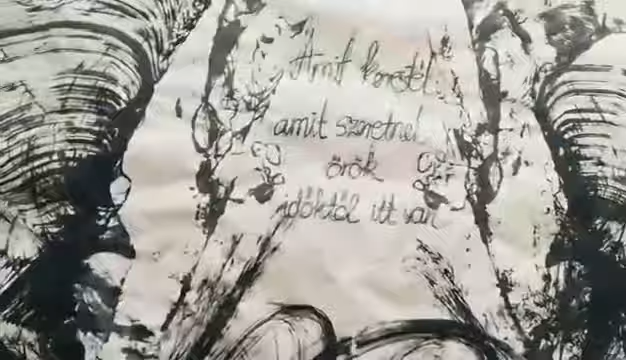 Amit kerestél
amit szeretnél
örök
időktől itt van